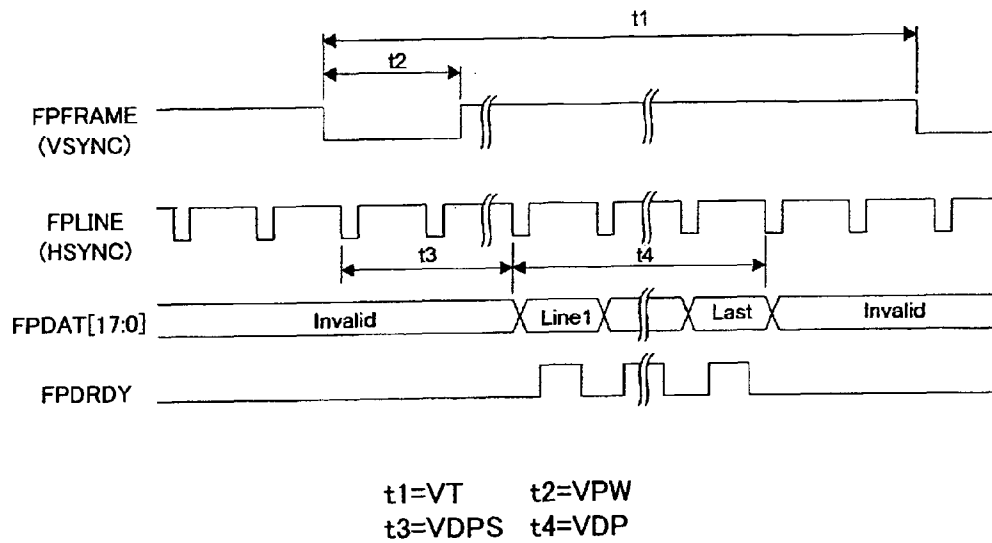 t1
t2
FPFRAME
(VSYNC)
FPLINE
(HSYNC)
t3
t4
FPDAT[17:0]
Invalid
Line1
Last
Invalid
FPDRDY
t1=VT t2=VPW
t3=VDPS t4=VDP